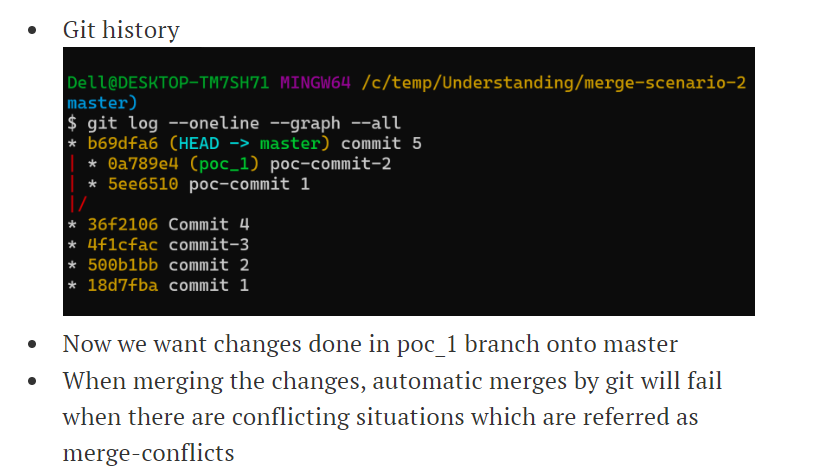 Git history
Dell@DESKTOP-TM7SH71 MINGW64 /c/temp/Understanding/merge-scenario-2
master)
$ git log --oneline --graph --all
* b69dfa6 (HEAD -> master) commit 5
| * 0a789e4 (poc_1) poc-commit-2
| * 5ee6510 poc-commit 1
|/
* 36f2106 Commit 4
* 4f1cfac commit-3
* 500b1bb commit 2
* 18d7fba commit 1
Now we want changes done in poc_1 branch onto master
When merging the changes, automatic merges by git will fail
when there are conflicting situations which are referred as
merge-conflicts